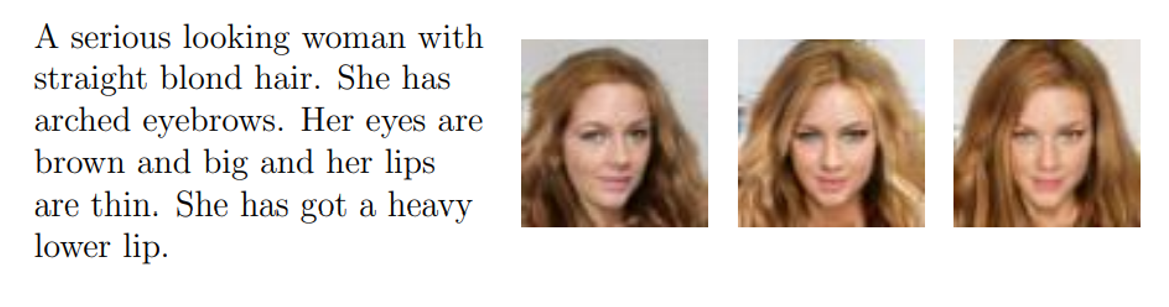 A serious looking woman with
straight blond hair. She has
arched eyebrows. Her eyes are
brown and big and her lips
are thin. She has got a heavy
lower lip.